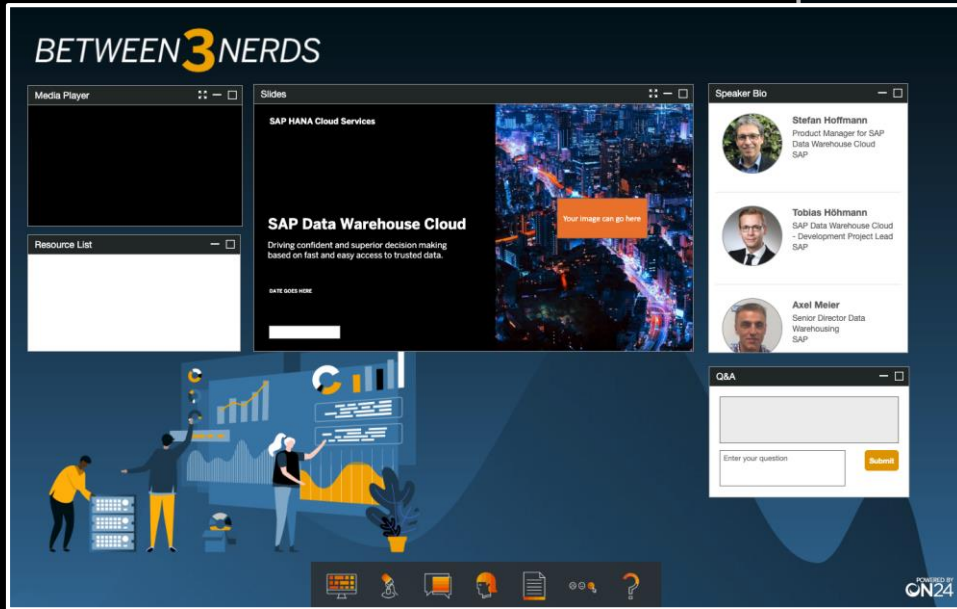 BETWEEN3NERDS
Media Player
Slides
SAP HANA Cloud Services
SAP Data Warehouse Cloud
Driving confident and superior decision making
based on fast and easy access to trusted data.
DATE GOES HERE
Your image can go here
Resource List
Speaker Bio
Stefan Hoffmann
Product Manager for SAP
Data Warehouse Cloud
SAP
Tobias Höhmann
SAP Data Warehouse Cloud
- Development Project Lead
SAP
Axel Meier
Senior Director Data
Warehousing
SAP
Q&A
Enter your question
Submit
POWERED BY
ON24